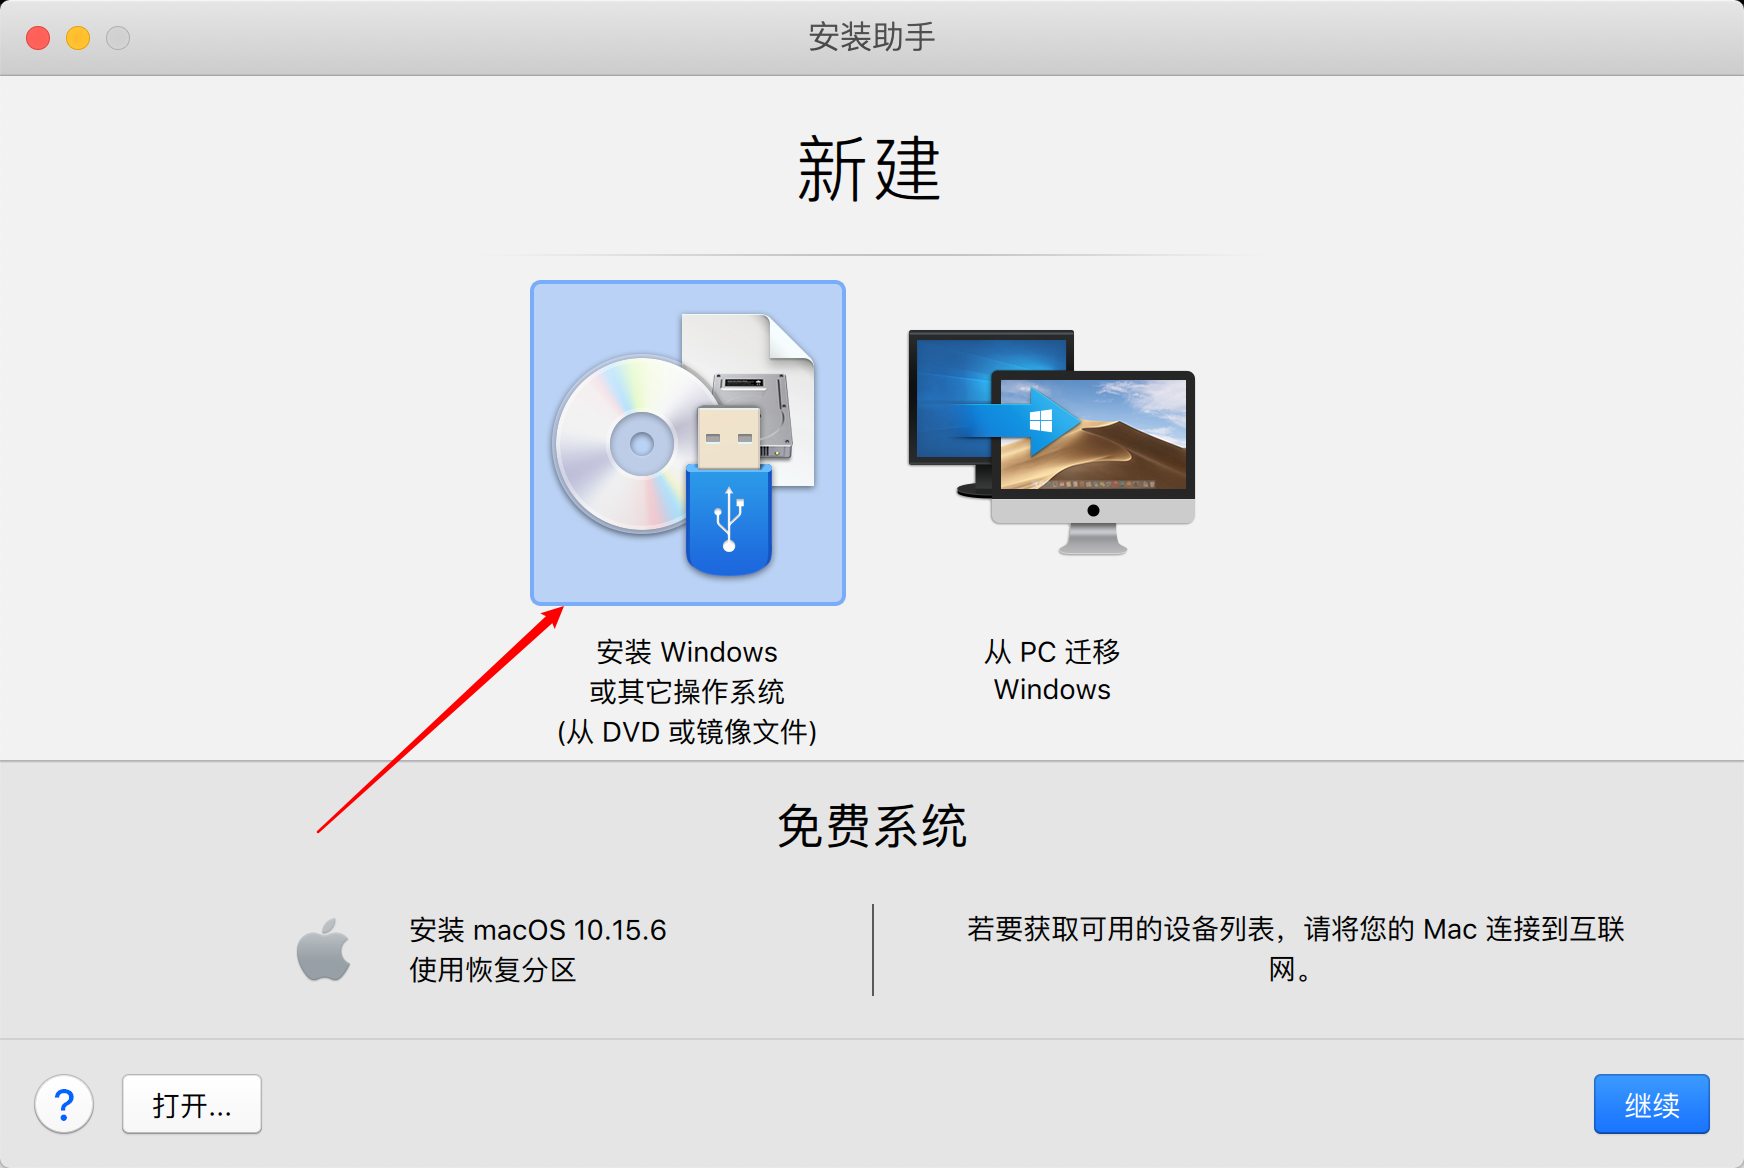 安装助手
新建
安装 Windows
或其它操作系统
(从 DVD 或镜像文件)
从 PC 迁移
Windows
免费系统
安装 macOS 10.15.6
使用恢复分区
若要获取可用的设备列表，请将您的 Mac 连接到互联
网。
?
打开...
继续